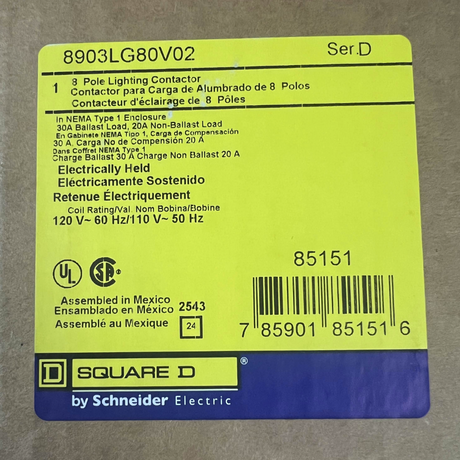 8903LG80V02 Ser.D
1 8 Pole Lighting Contactor
Contactor para Carga de Alumbrado de 8 Polos
Contacteur d'éclairage de 8 Pôles
In NEMA Type 1 Enclosure
30A Ballast Load, 20A Non-Ballast Load
En Gabinete NEMA Tipo 1, Carga de Compensación
30 A, Carga No de Compensión 20 A
Dans Coffret NEMA Type 1
Charge Ballast 30 A Charge Non Ballast 20 A
Electrically Held
Eléctricamente Sostenido
Retenue Électriquement
Coil Rating/Val Nom Bobina/Bobine
120 V~ 60 Hz/110 V~ 50 Hz
85151
UL SA
Assembled in Mexico
Ensamblado en México 2543
Assemblé au Mexique 24
7 85901 85151 6
D SQUARE D ®
by Schneider Electric